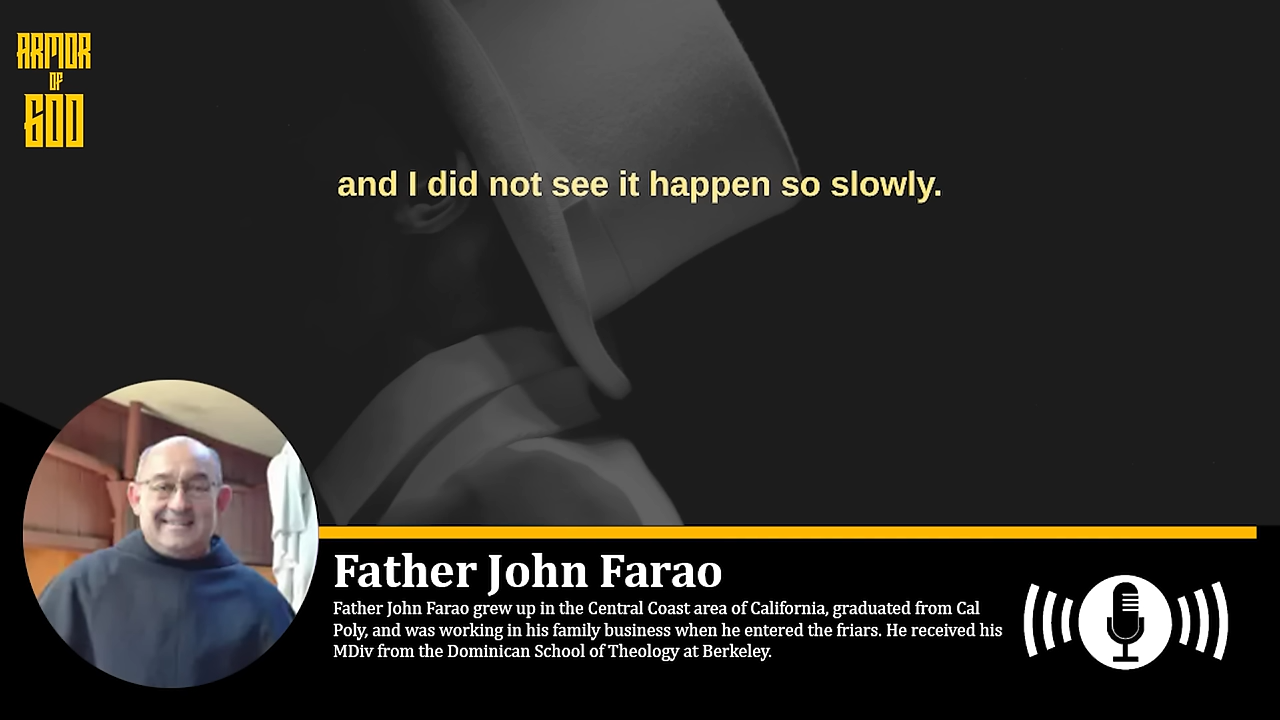 ARMOR
OF
GOD
and I did not see it happen so slowly.
Father John Farao
Father John Farao grew up in the Central Coast area of California, graduated from Cal
Poly, and was working in his family business when he entered the friars. He received his
MDiv from the Dominican School of Theology at Berkeley.